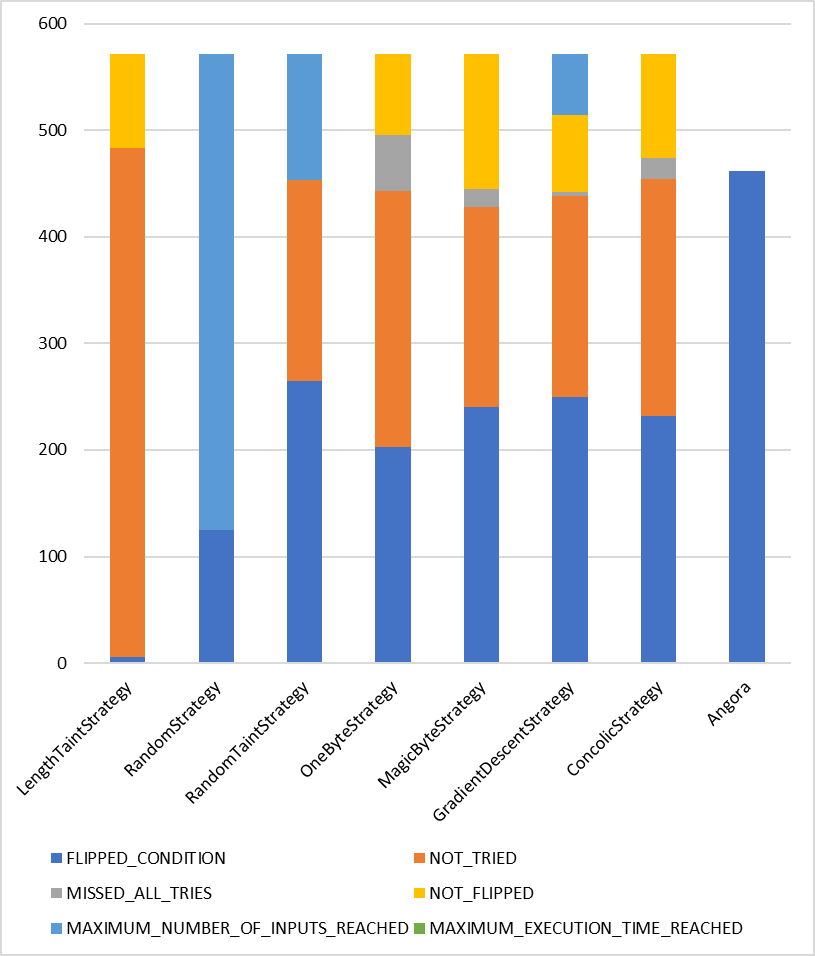 600
500
400
300
200
100
0
LengthTaintStrategy
RandomStrategy
RandomTaintStrategy
OneByteStrategy
MagicByteStrategy
GradientDescentStrategy
ConcolicStrategy
Angora
FLIPPED_CONDITION NOT_TRIED
MISSED_ALL_TRIES NOT_FLIPPED
MAXIMUM_NUMBER_OF_INPUTS_REACHED MAXIMUM_EXECUTION_TIME_REACHED